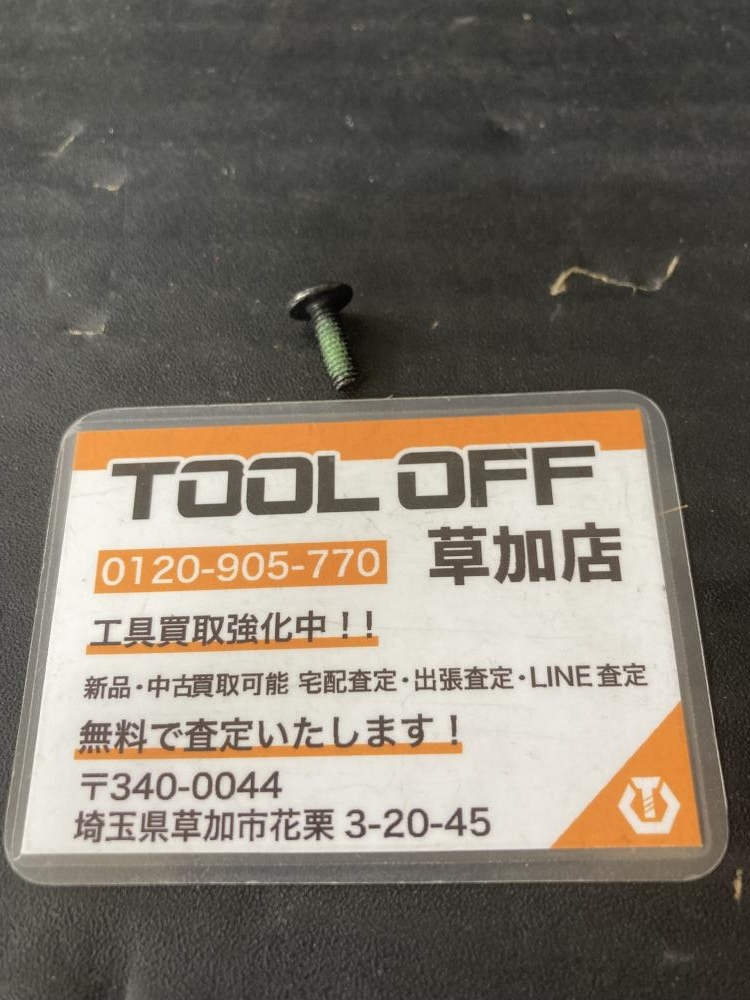 TOOL OFF
0120-905-770 草加店
工具買取強化中!!
新品・中古買取可能 宅配査定・出張査定・LINE査定
無料で査定いたします!
〒340-0044
埼玉県草加市花栗 3-20-45